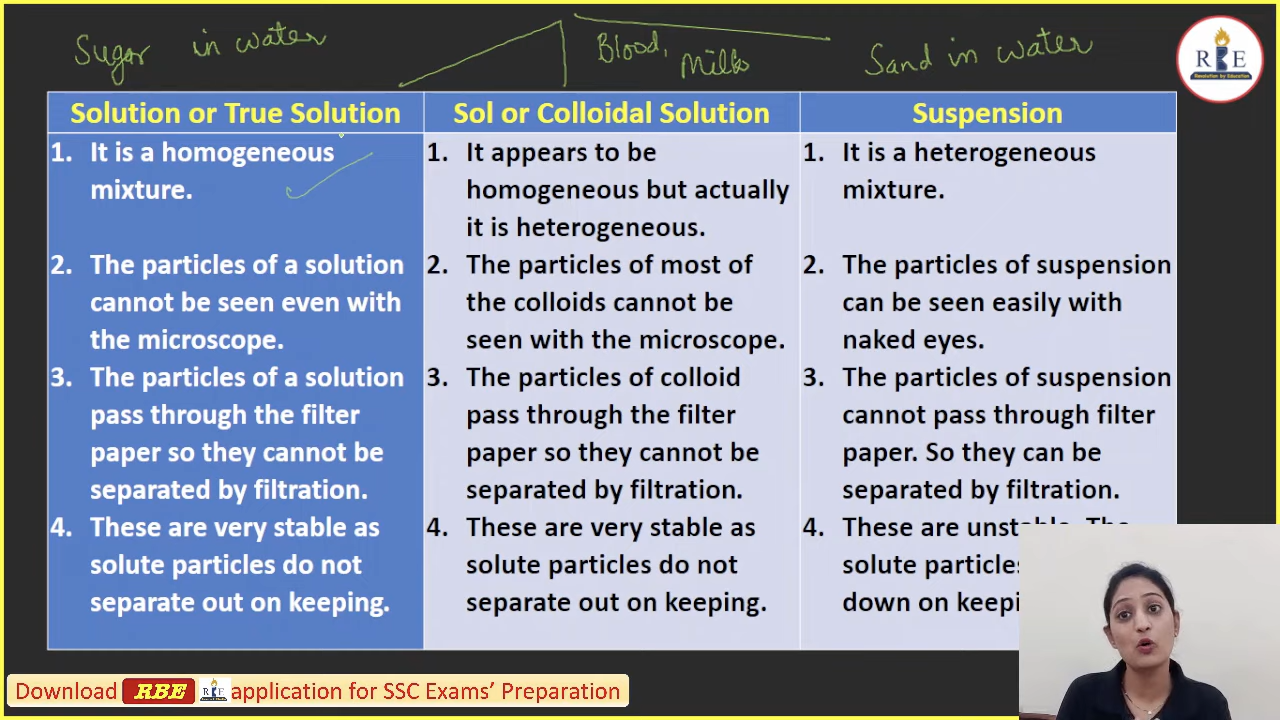 Sugar in water
Blood,
Milk
Sand in water
RBE
Revolution by Education
Solution or True Solution
Sol or Colloidal Solution
Suspension
1. It is a homogeneous
mixture.
2. The particles of a solution
cannot be seen even with
the microscope.
3. The particles of a solution
pass through the filter
paper so they cannot be
separated by filtration.
4. These are very stable as
solute particles do not
separate out on keeping.
1. It appears to be
homogeneous but actually
it is heterogeneous.
2. The particles of most of
the colloids cannot be
seen with the microscope.
3. The particles of colloid
pass through the filter
paper so they cannot be
separated by filtration.
4. These are very stable as
solute particles do not
separate out on keeping.
1. It is a heterogeneous
mixture.
2. The particles of suspension
can be seen easily with
naked eyes.
3. The particles of suspension
cannot pass through filter
paper. So they can be
separated by filtration.
4. These are
solute
down on
Download RBE application for SSC Exams' Preparation